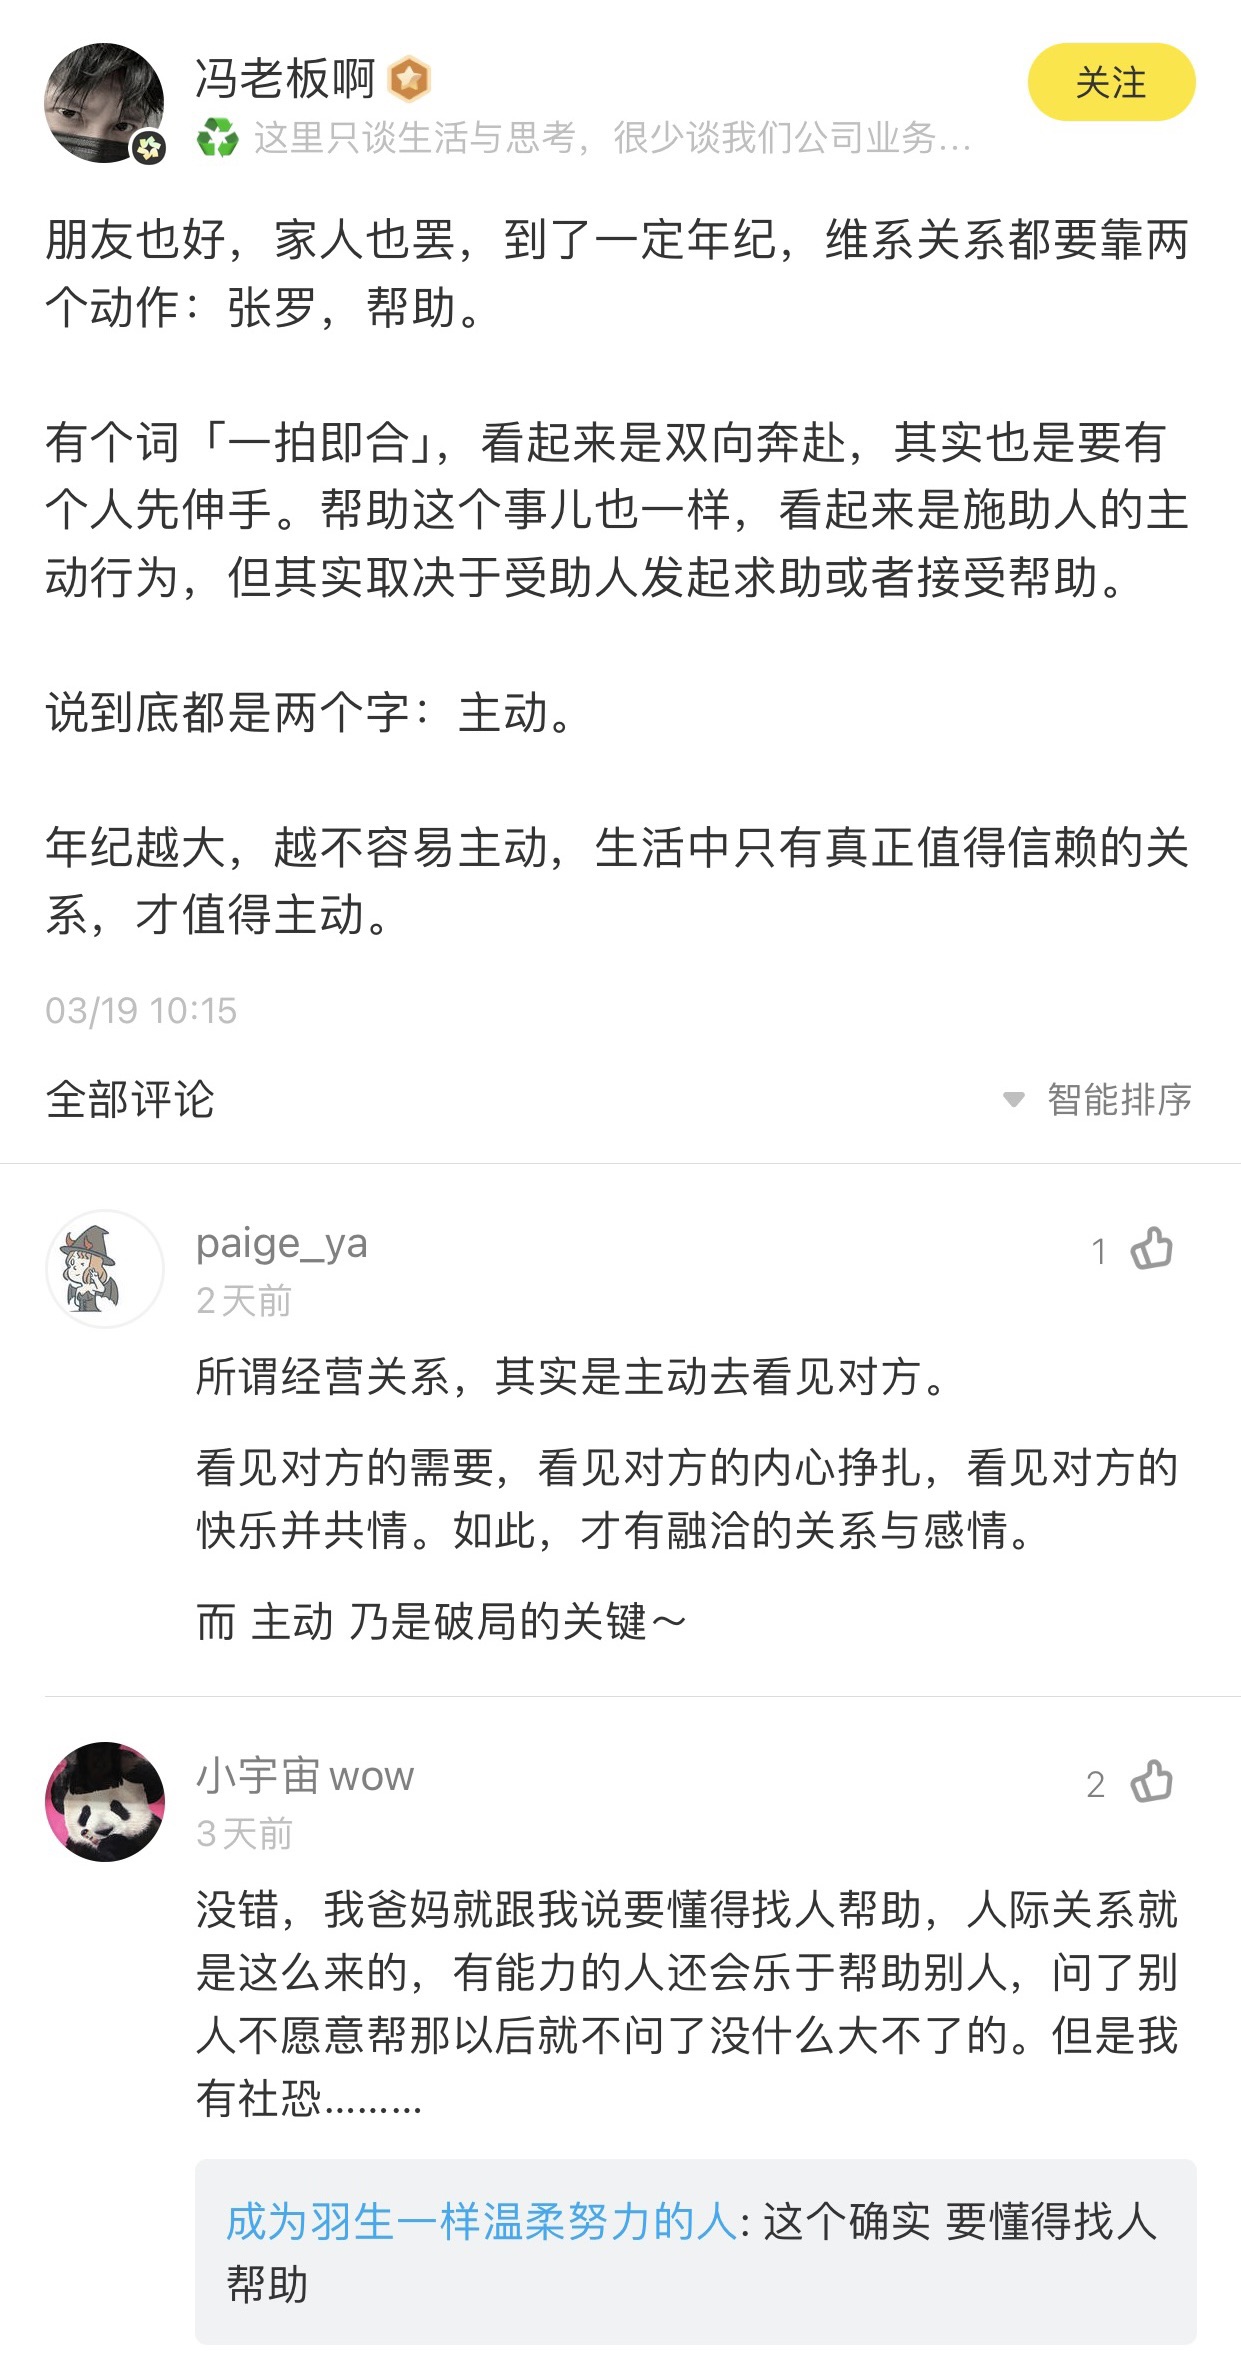 冯老板啊
关注
这里只谈生活与思考，很少谈我们公司业务...
朋友也好，家人也罢，到了一定年纪，维系关系都要靠两
个动作：张罗，帮助。
有个词「一拍即合」，看起来是双向奔赴，其实也是要有
个人先伸手。帮助这个事儿也一样，看起来是施助人的主
动行为，但其实取决于受助人发起求助或者接受帮助。
说到底都是两个字：主动。
年纪越大，越不容易主动，生活中只有真正值得信赖的关
系，才值得主动。
03/19 10:15
全部评论
智能排序
paige_ya
1
2天前
所谓经营关系，其实是主动去看见对方。
看见对方的需要，看见对方的内心挣扎，看见对方的
快乐并共情。如此，才有融洽的关系与感情。
而 主动 乃是破局的关键～
小宇宙wow
2
3天前
没错，我爸妈就跟我说要懂得找人帮助，人际关系就
是这么来的，有能力的人还会乐于帮助别人，问了别
人不愿意帮那以后就不问了没什么大不了的。但是我
有社恐………
成为羽生一样温柔努力的人: 这个确实 要懂得找人
帮助